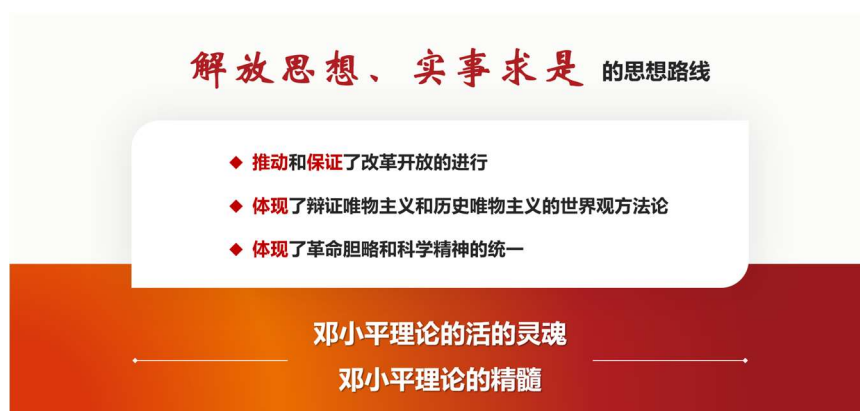 解放思想、实事求是 的思想路线
◆ 推动和保证了改革开放的进行
◆ 体现了辩证唯物主义和历史唯物主义的世界观方法论
◆ 体现了革命胆略和科学精神的统一
邓小平理论的活的灵魂
邓小平理论的精髓